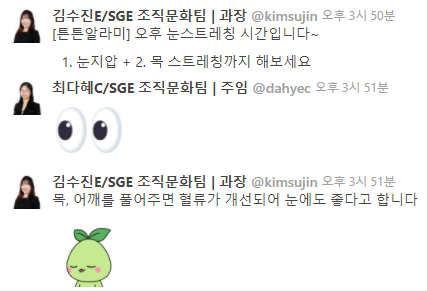 김수진E/SGE 조직문화팀 | 과장 @kimsujin 오후 3시 50분
[튼튼알라미] 오후 눈스트레칭 시간입니다~
1. 눈지압 + 2. 목 스트레칭까지 해보세요
최다혜C/SGE 조직문화팀 | 주임 @dahyec 오후 3시 51분
김수진E/SGE 조직문화팀 | 과장 @kimsujin 오후 3시 51분
목, 어깨를 풀어주면 혈류가 개선되어 눈에도 좋다고 합니다